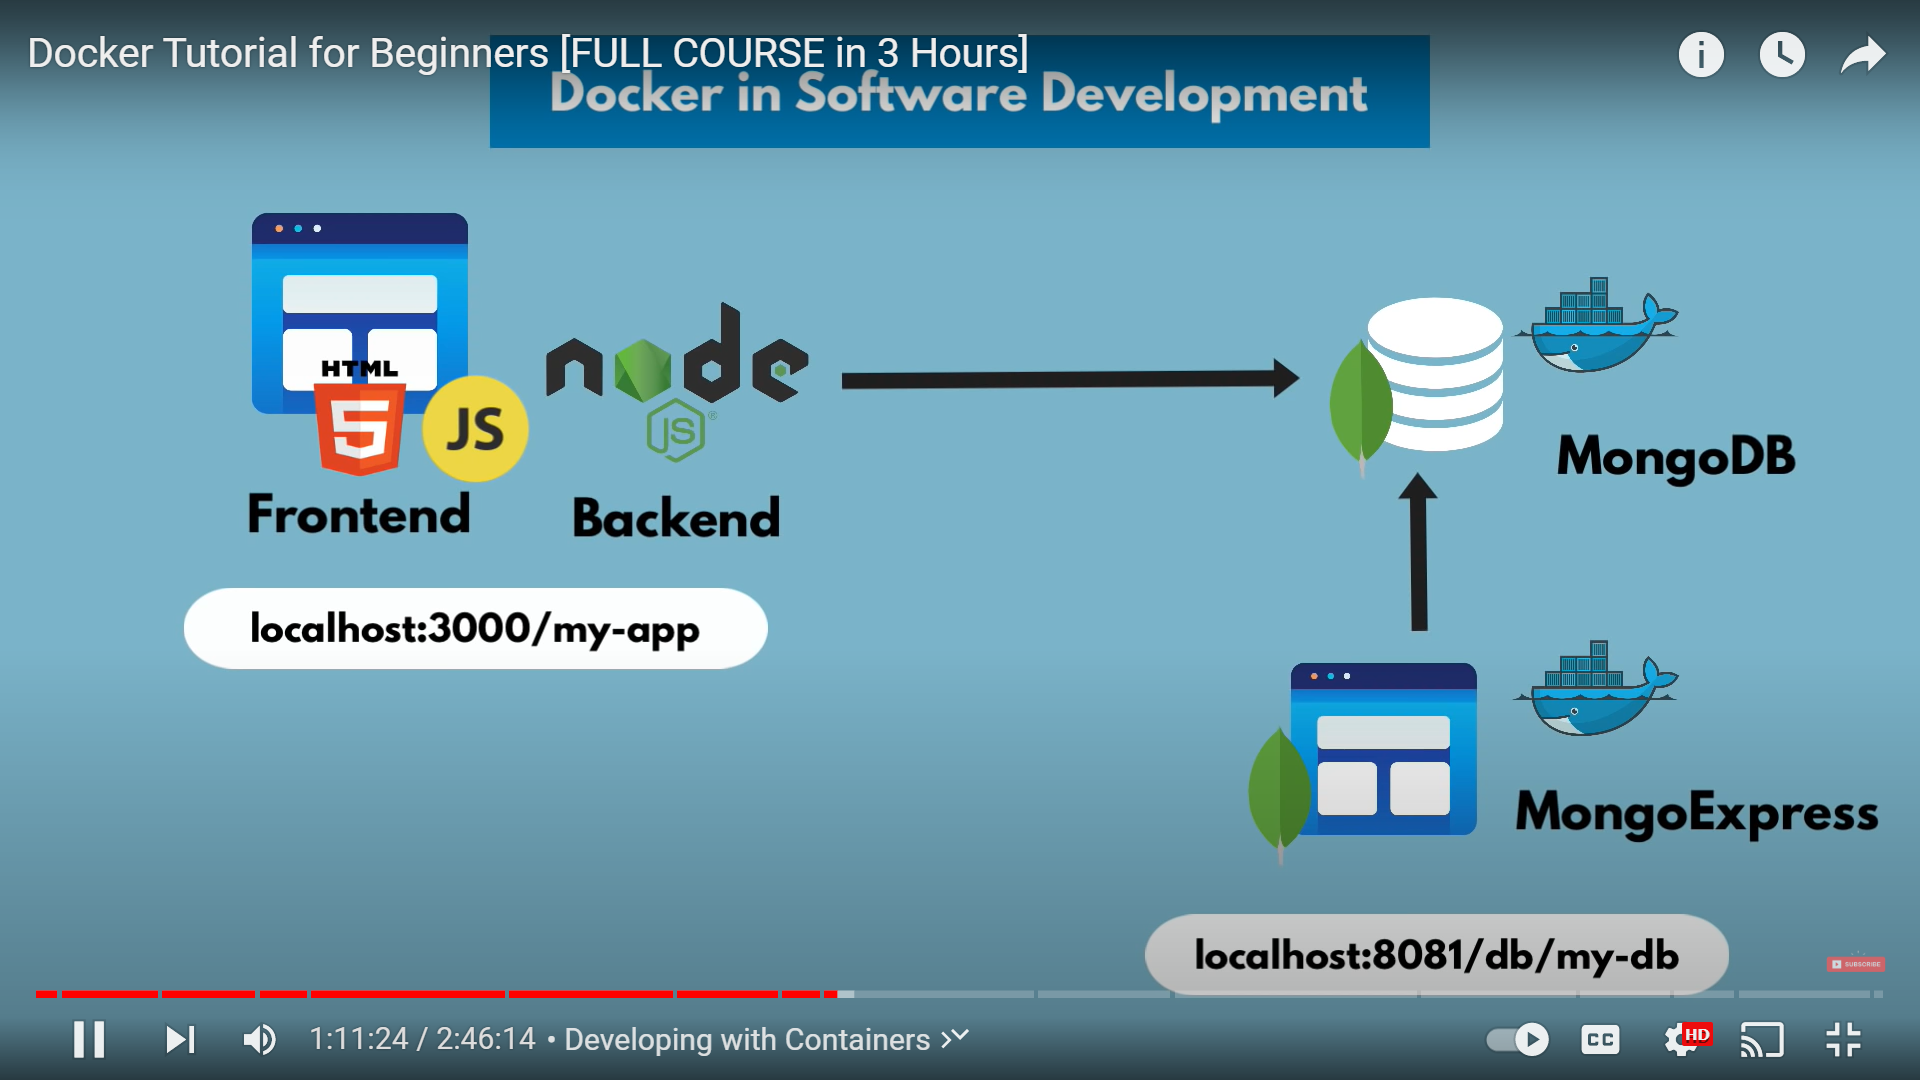 Docker Tutorial for Beginners [FULL COURSE in 3 Hours]
Docker in Software Development
HTML
5
JS
node
JS
®
Frontend
Backend
MongoDB
localhost:3000/my-app
MongoExpress
localhost:8081/db/my-db
SUBSCRIBE
1:11:24 / 2:46:14 • Developing with Containers
CC
HD